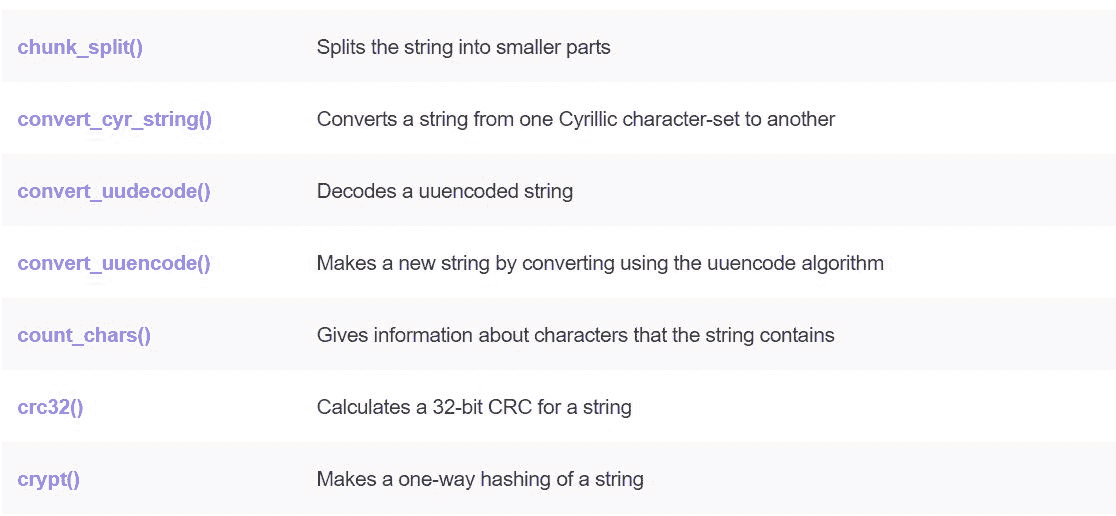 chunk_split() Splits the string into smaller parts
convert_cyr_string() Converts a string from one Cyrillic character-set to another
convert_uudecode() Decodes a uuencoded string
convert_uuencode() Makes a new string by converting using the uuencode algorithm
count_chars() Gives information about characters that the string contains
crc32() Calculates a 32-bit CRC for a string
crypt() Makes a one-way hashing of a string